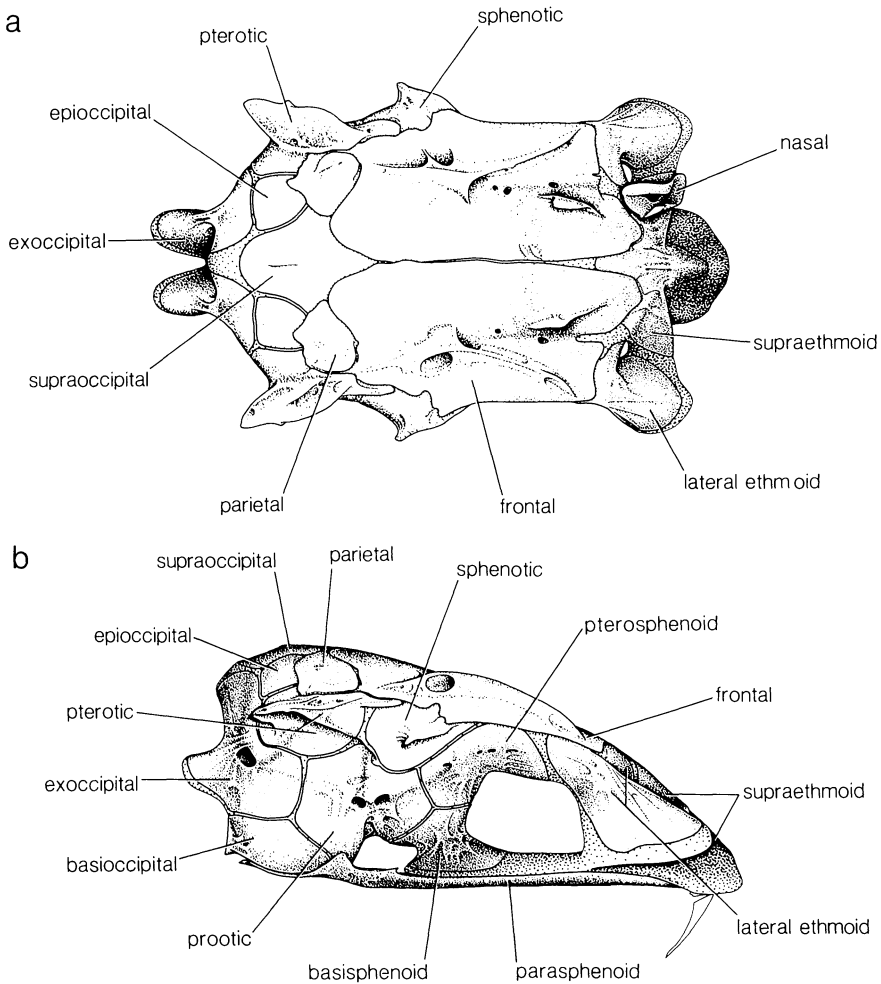 a
sphenotic
pterotic
epioccipital
nasal
exoccipital
supraethmoid
supraoccipital
lateral ethmoid
parietal
frontal
b
supraoccipital
parietal
sphenotic
epioccipital
pterosphenoid
pterotic
frontal
exoccipital
supraethmoid
basioccipital
lateral ethmoid
prootic
basisphenoid
parasphenoid